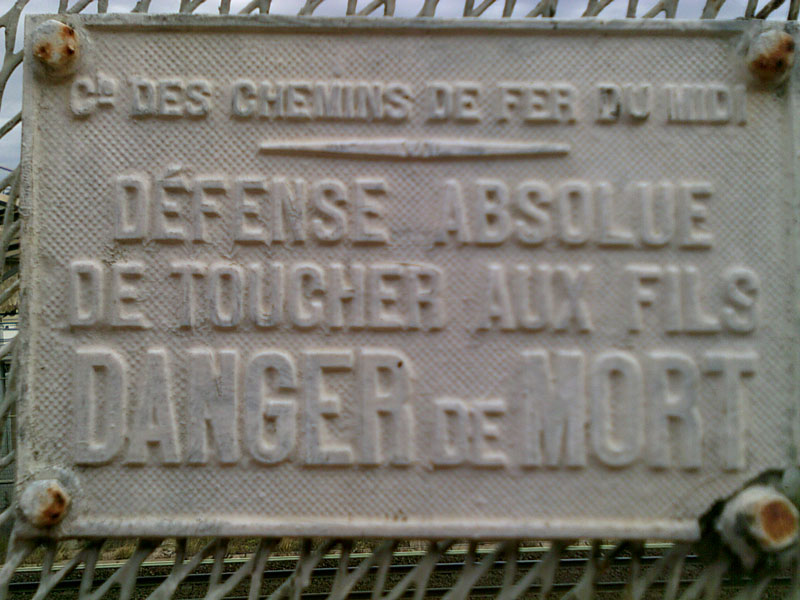 Cie DES CHEMINS DE FER DU MIDI
DÉFENSE ABSOLUE
DE TOUCHER AUX FILS
DANGER DE MORT